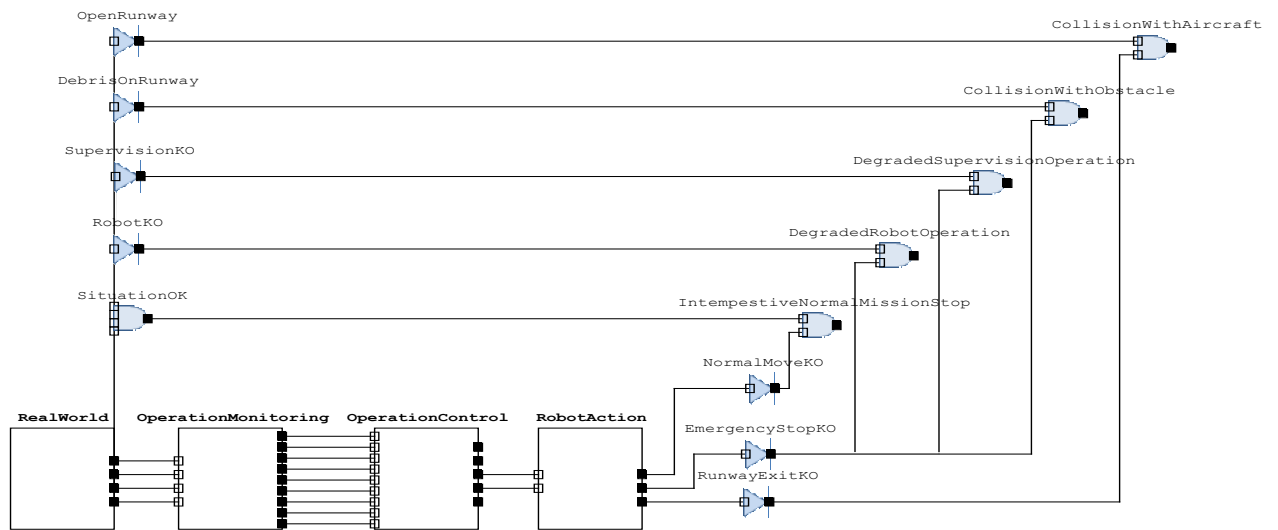 OpenRunway
CollisionWithAircraft
DebrisOnRunway
CollisionWithObstacle
SupervisionKO
DegradedSupervisionOperation
RobotKO
DegradedRobotOperation
SituationOK
IntempestiveNormalMissionStop
NormalMoveKO
RealWorld
OperationMonitoring
OperationControl
RobotAction
EmergencyStopKO
RunwayExitKO